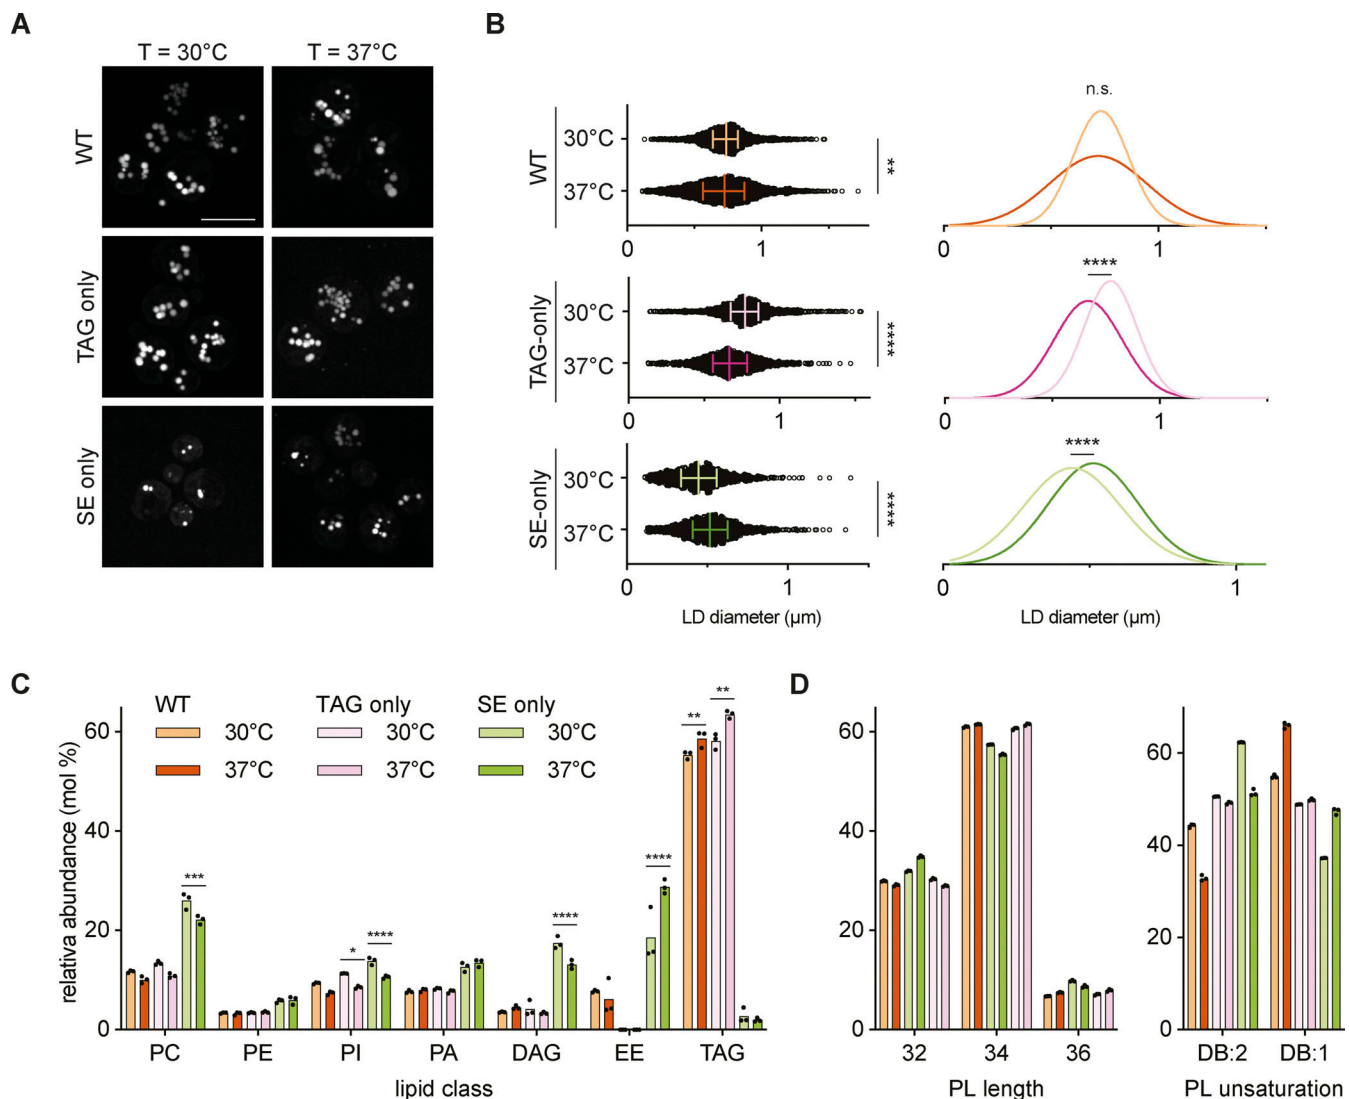 A
T = 30°C
T = 37°C
WT
TAG only
SE only
B
WT
30°C
37°C
**
0
1
n.s.
0
1
TAG-only
30°C
37°C
****
0
1
****
0
1
SE-only
30°C
37°C
****
0
1
LD diameter (µm)
****
0
1
LD diameter (µm)
C
WT
TAG only
SE only
30°C
30°C
30°C
37°C
37°C
37°C
relativa abundance (mol %)
60
40
20
0
***
*
****
****
****
**
**
PC
PE
PI
PA
DAG
EE
TAG
lipid class
D
60
40
20
0
32
34
36
PL length
60
40
20
0
DB:2
DB:1
PL unsaturation